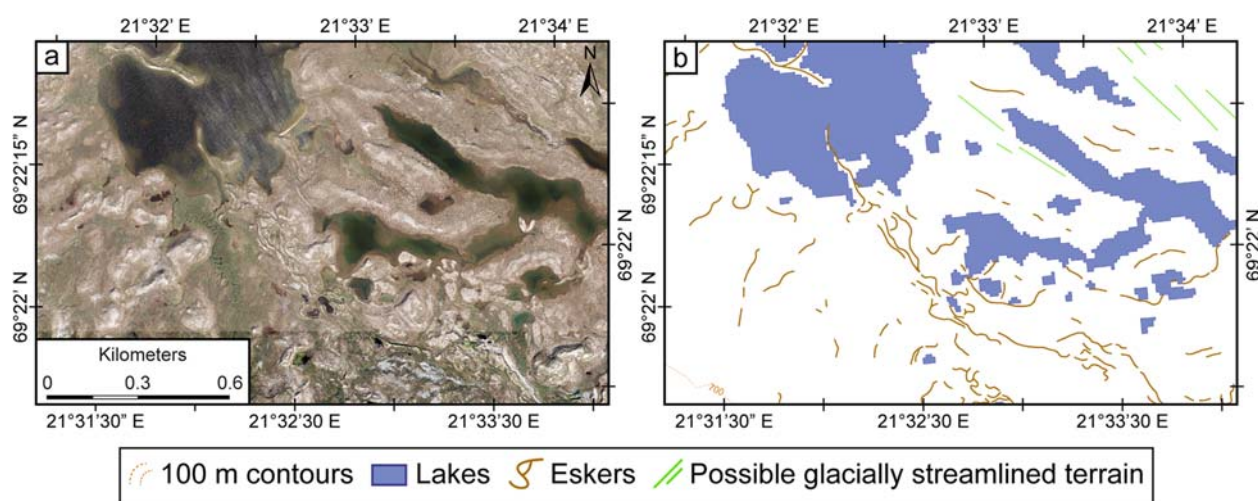 21°32' E 21°33' E 21°34' E 21°32' E 21°33' E 21°34' E
a N b
69°22'15" N 69°22'15" N
69°22' N 69°22' N
69°22' N 69°22' N
700
Kilometers
0 0.3 0.6
21°31'30" 21°32'30" 21°33'30" 21°31'30" 21°32'30" 21°33'30"
100 m contours Lakes Eskers Possible glacially streamlined terrain